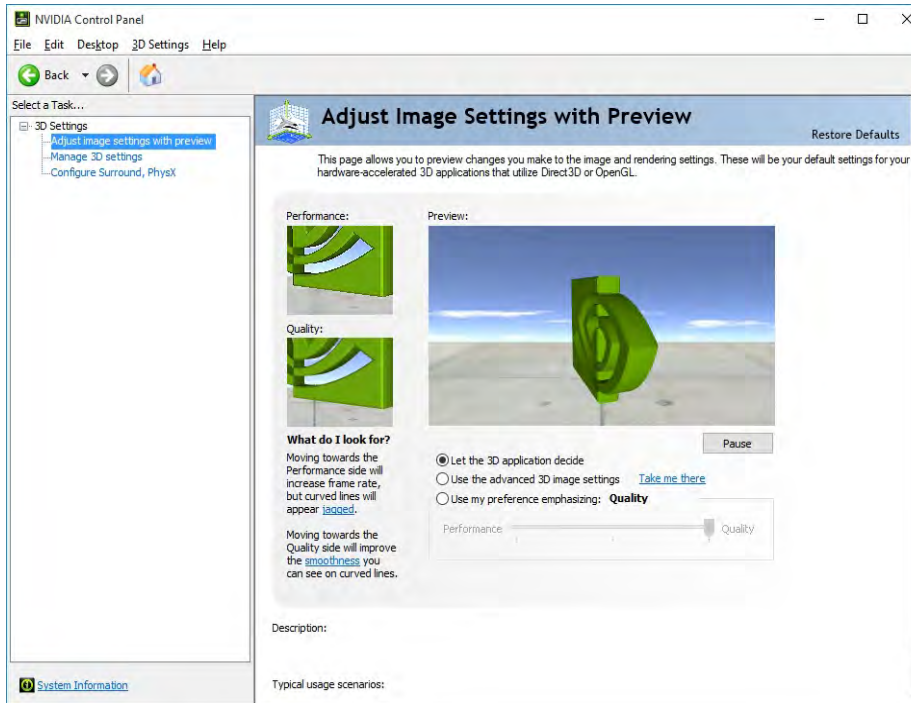 NVIDIA Control Panel
File Edit Desktop 3D Settings Help
Back
Select a Task...
3D Settings
Adjust image settings with preview
Manage 3D settings
Configure Surround, PhysX
System Information
Adjust Image Settings with Preview
Restore Defaults
This page allows you to preview changes you make to the image and rendering settings. These will be your default settings for your
hardware-accelerated 3D applications that utilize Direct3D or OpenGL.
Performance:
Quality:
What do I look for?
Moving towards the
Performance side will
increase frame rate,
but curved lines will
appear jagged.
Moving towards the
Quality side will improve
the smoothness you
can see on curved lines.
Preview:
Pause
Let the 3D application decide
Use the advanced 3D image settings Take me there
Use my preference emphasizing: Quality
Performance Quality
Description:
Typical usage scenarios: